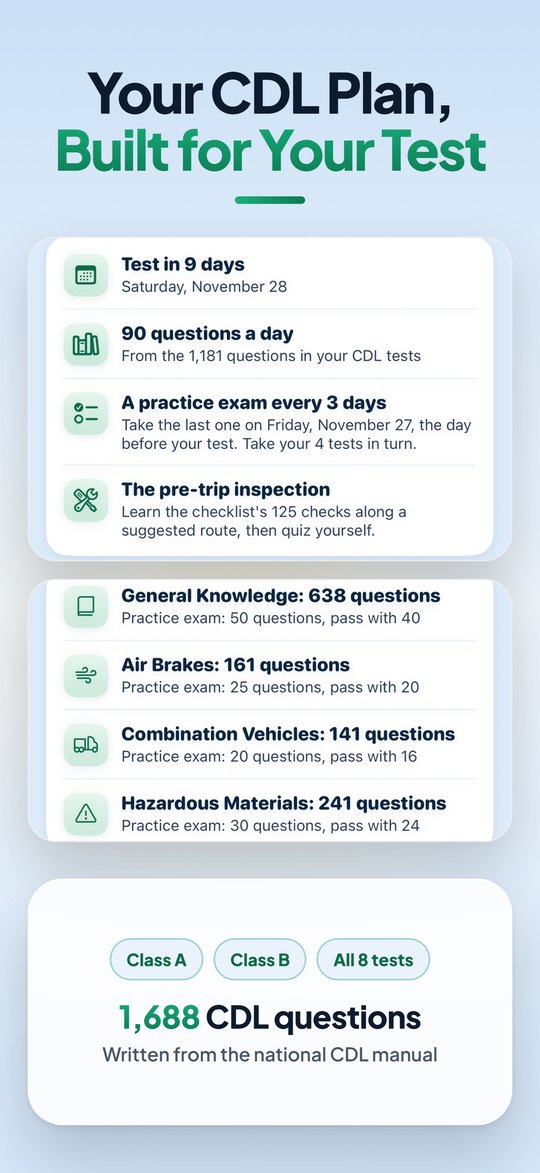 Your CDL Plan,
Built for Your Test
Test in 9 days
Saturday, November 28
90 questions a day
From the 1,181 questions in your CDL tests
A practice exam every 3 days
Take the last one on Friday, November 27, the day
before your test. Take your 4 tests in turn.
The pre-trip inspection
Learn the checklist's 125 checks along a
suggested route, then quiz yourself.
General Knowledge: 638 questions
Practice exam: 50 questions, pass with 40
Air Brakes: 161 questions
Practice exam: 25 questions, pass with 20
Combination Vehicles: 141 questions
Practice exam: 20 questions, pass with 16
Hazardous Materials: 241 questions
Practice exam: 30 questions, pass with 24
Class A
Class B
All 8 tests
1,688 CDL questions
Written from the national CDL manual